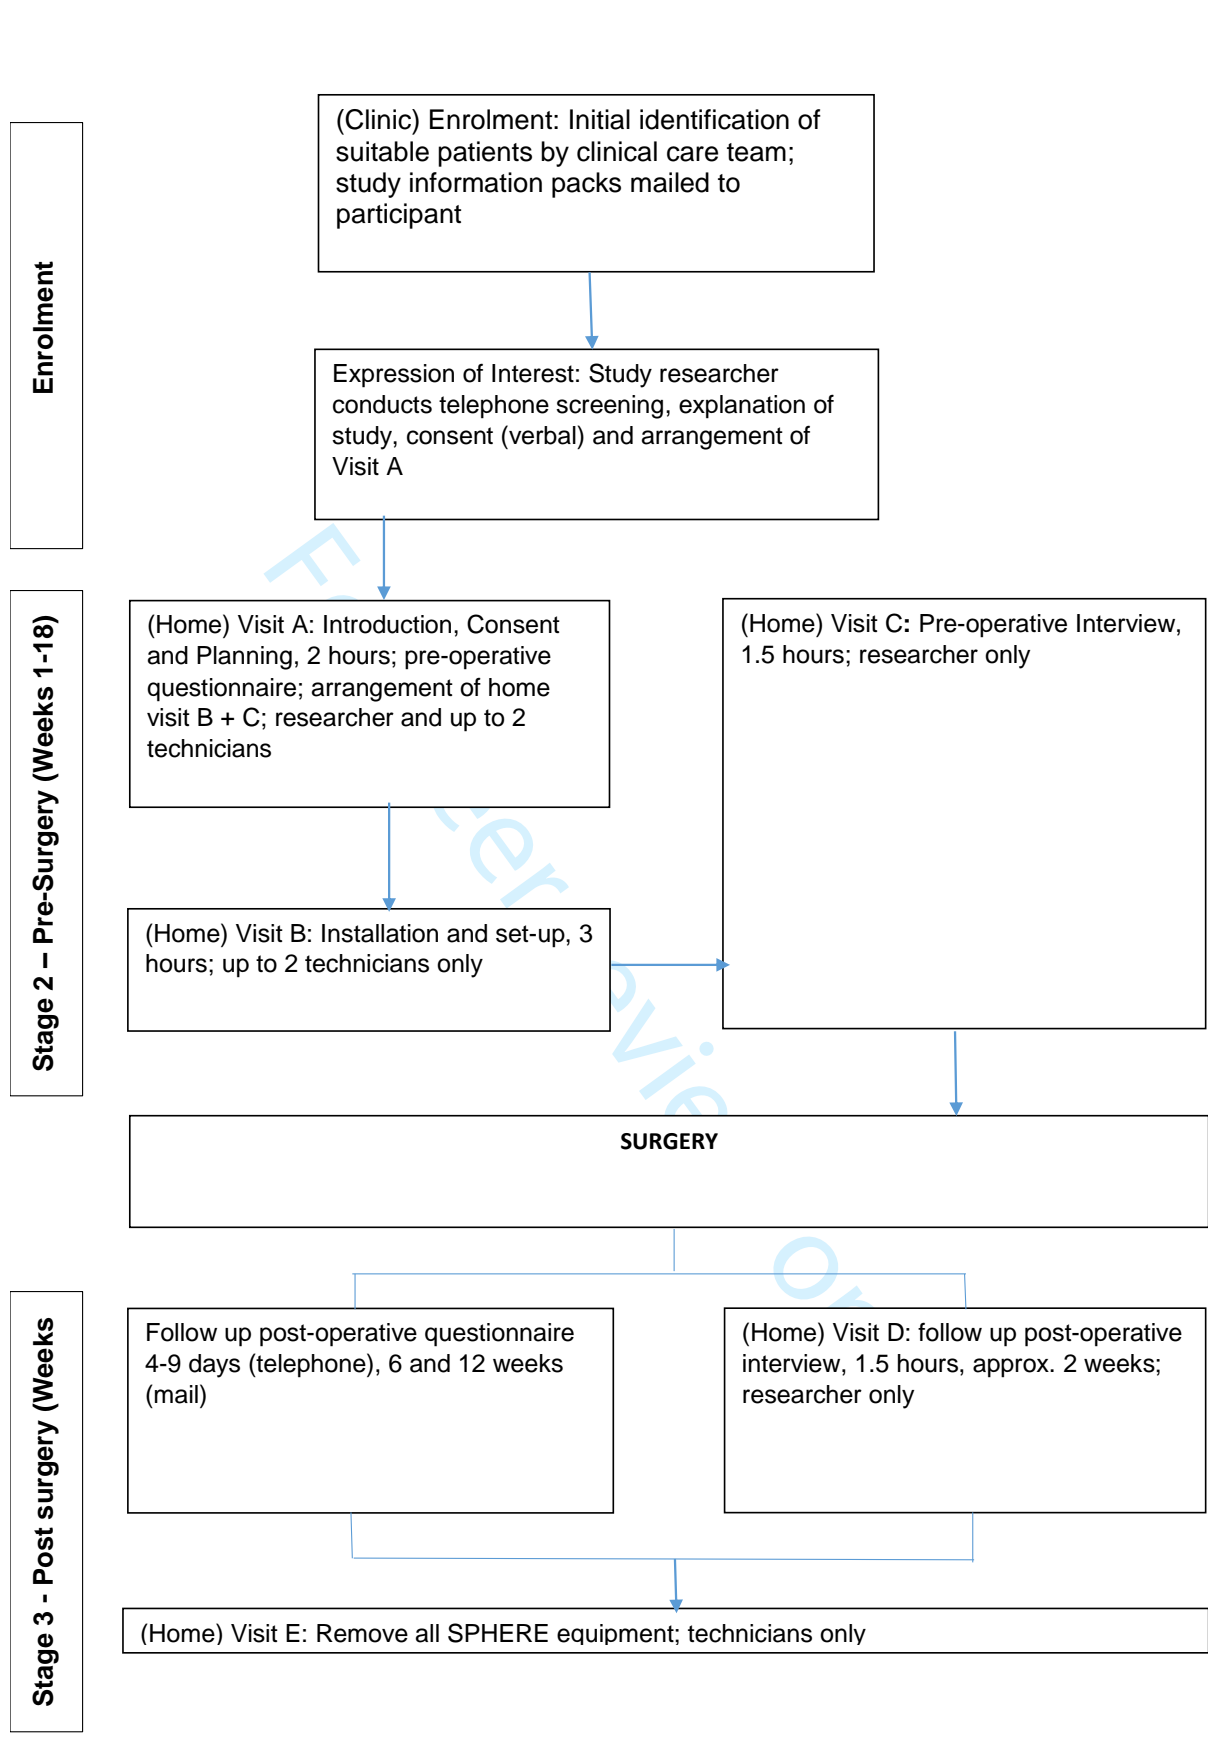 Enrolment
(Clinic) Enrolment: Initial identification of
suitable patients by clinical care team;
study information packs mailed to
participant
Expression of Interest: Study researcher
conducts telephone screening, explanation of
study, consent (verbal) and arrangement of
Visit A
Stage 2 – Pre-Surgery (Weeks 1-18)
(Home) Visit A: Introduction, Consent
and Planning, 2 hours; pre-operative
questionnaire; arrangement of home
visit B + C; researcher and up to 2
technicians
(Home) Visit B: Installation and set-up, 3
hours; up to 2 technicians only
(Home) Visit C: Pre-operative Interview,
1.5 hours; researcher only
SURGERY
Stage 3 - Post surgery (Weeks
Follow up post-operative questionnaire
4-9 days (telephone), 6 and 12 weeks
(mail)
(Home) Visit D: follow up post-operative
interview, 1.5 hours, approx. 2 weeks;
researcher only
(Home) Visit E: Remove all SPHERE equipment; technicians only